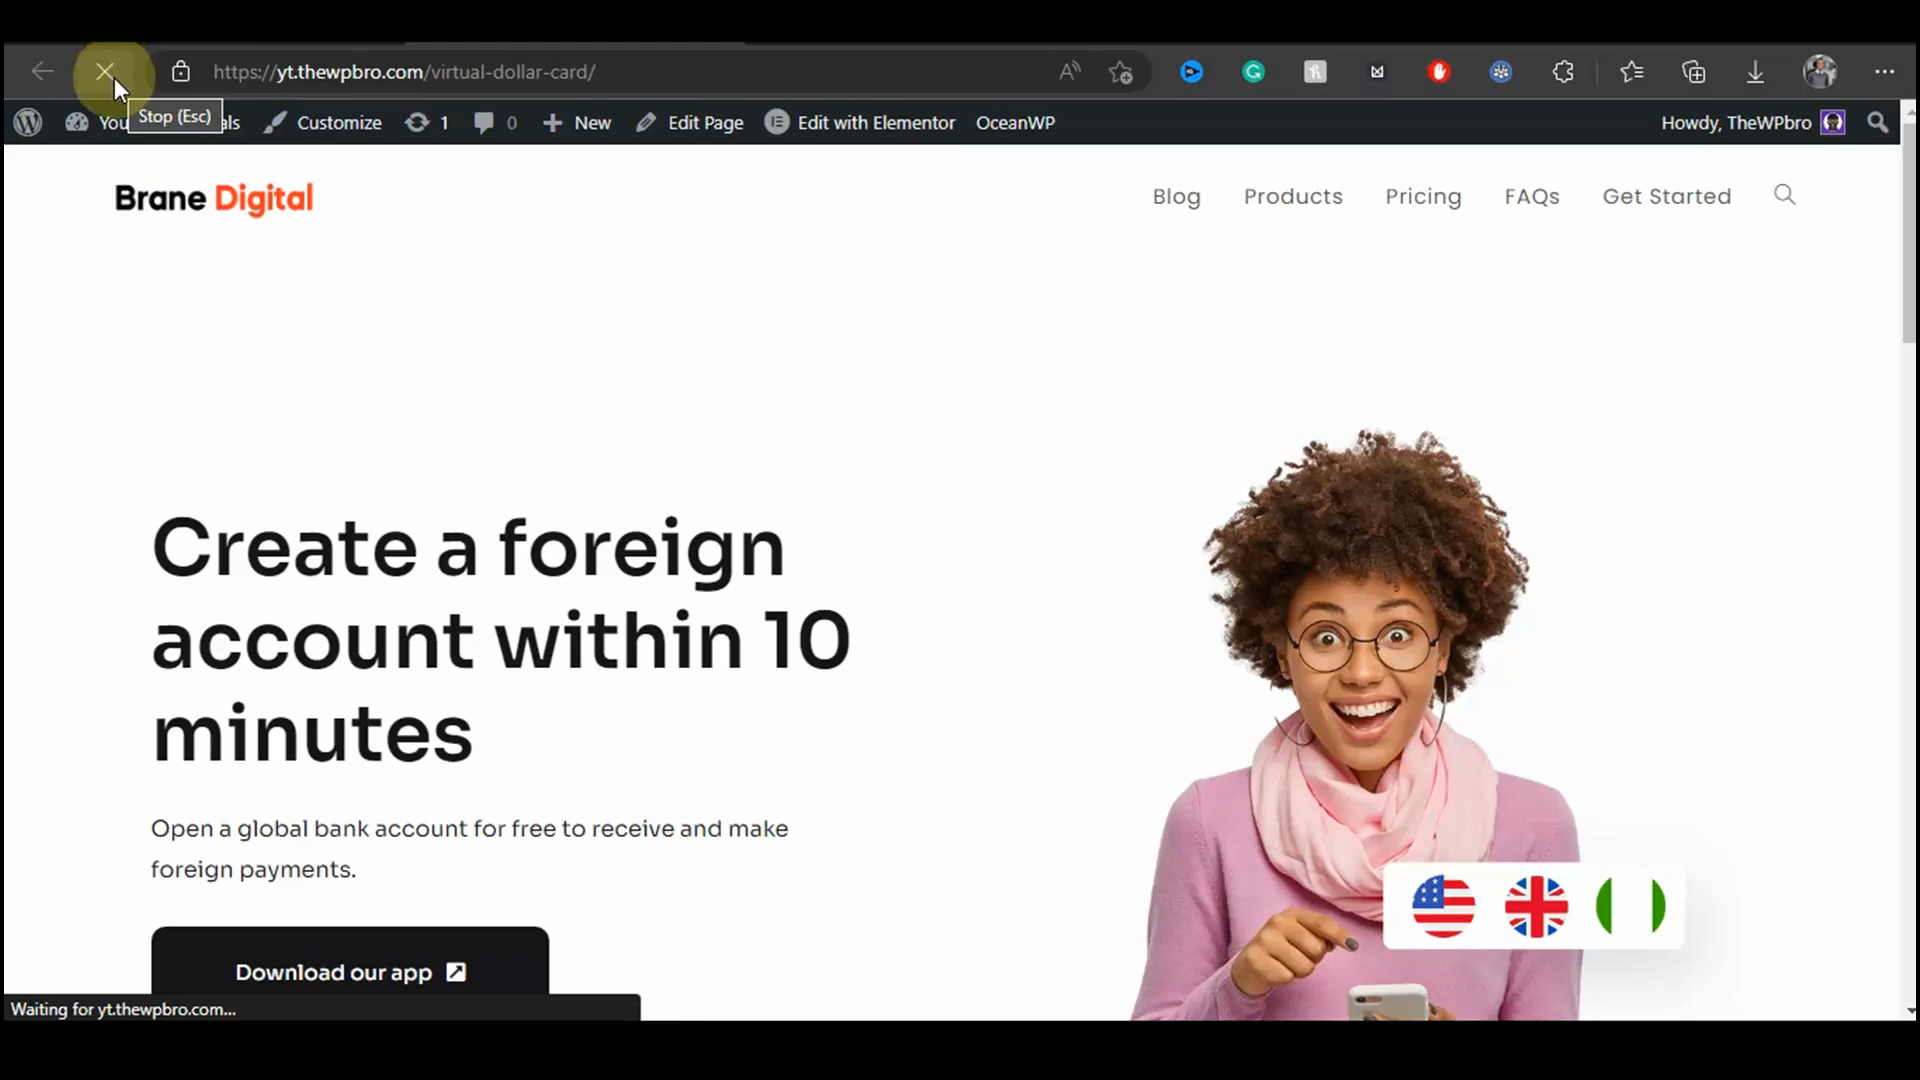 https://yt.thewpbro.com/virtual-dollar-card/
Stop (Esc)
You
als
Customize
1
0
New
Edit Page
Edit with Elementor
OceanWP
Howdy, TheWPbro
Brane Digital
Blog
Products
Pricing
FAQs
Get Started
Create a foreign
account within 10
minutes
Open a global bank account for free to receive and make
foreign payments.
Download our app
Waiting for yt.thewpbro.com...